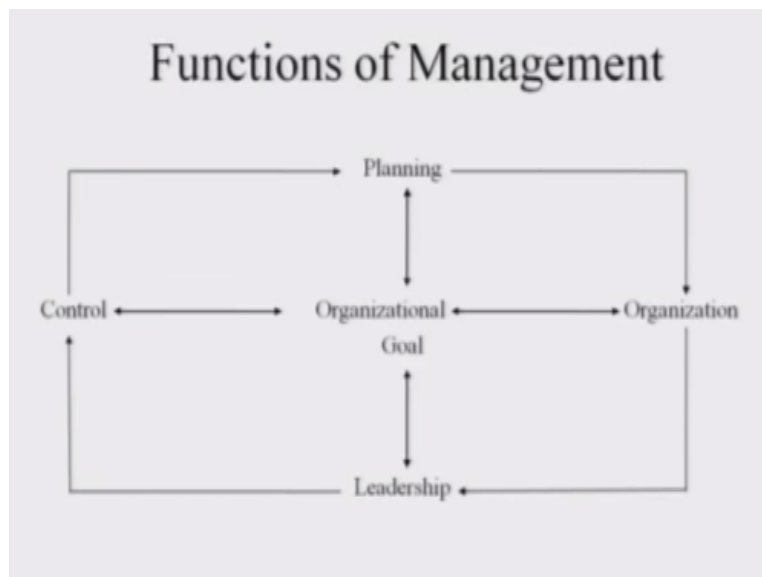 Functions of Management
Planning
Control
Organizational
Goal
Organization
Leadership